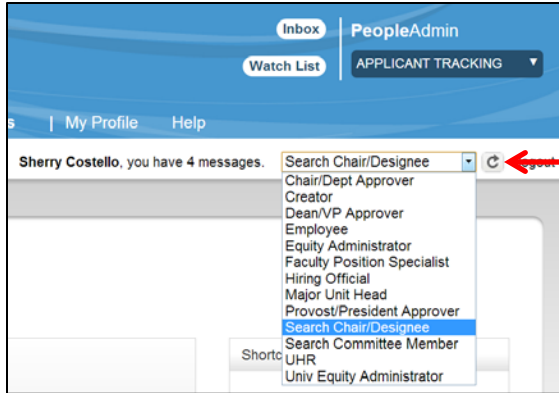 Inbox
PeopleAdmin
Watch List
APPLICANT TRACKING
s | My Profile Help
Sherry Costello, you have 4 messages. Search Chair/Designee Logout
Chair/Dept Approver
Creator
Dean/VP Approver
Employee
Equity Administrator
Faculty Position Specialist
Hiring Official
Major Unit Head
Provost/President Approver
Search Chair/Designee
Search Committee Member
Shortc UHR
Univ Equity Administrator